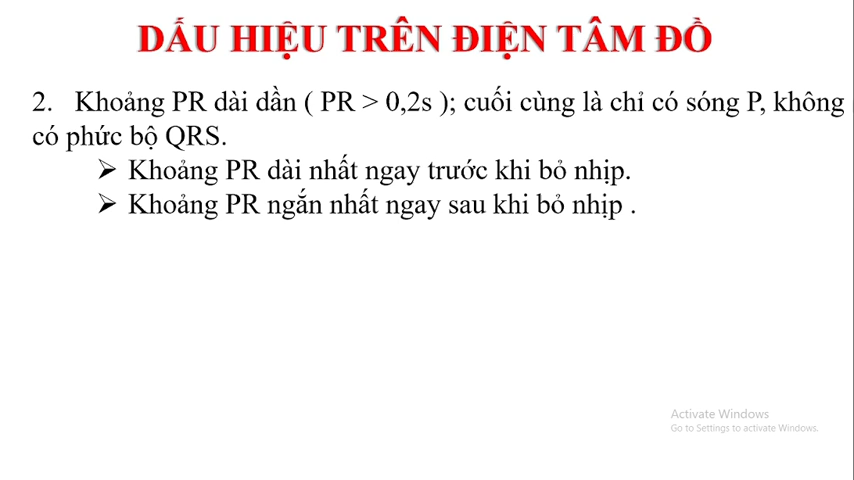 DẤU HIỆU TRÊN ĐIỆN TÂM ĐỒ
2. Khoảng PR dài dần ( PR > 0,2s ); cuối cùng là chỉ có sóng P, không
có phức bộ QRS.
➢ Khoảng PR dài nhất ngay trước khi bỏ nhịp.
➢ Khoảng PR ngắn nhất ngay sau khi bỏ nhịp .
Activate Windows
Go to Settings to activate Windows.